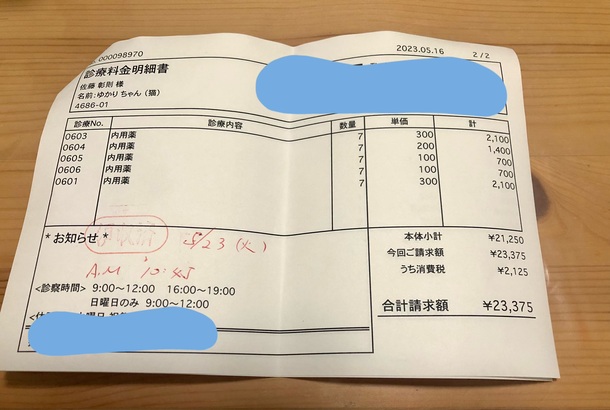 000098970
2023.05.16 2/2
診療料金明細書
佐藤 彰則 様
名前:ゆかり ちゃん (猫)
4686-01
診療No. 診療内容 数量 単価 計
0603 内用薬 7 300 2,100
0604 内用薬 7 200 1,400
0605 内用薬 7 100 700
0606 内用薬 7 100 700
0601 内用薬 7 300 2,100
* お知らせ *
5/23 (火)
A.M 10:45
<診察時間> 9:00～12:00 16:00～19:00
日曜日のみ 9:00～12:00
本体小計 ¥21,250
今回ご請求額 ¥23,375
うち消費税 ¥2,125
合計請求額 ¥23,375